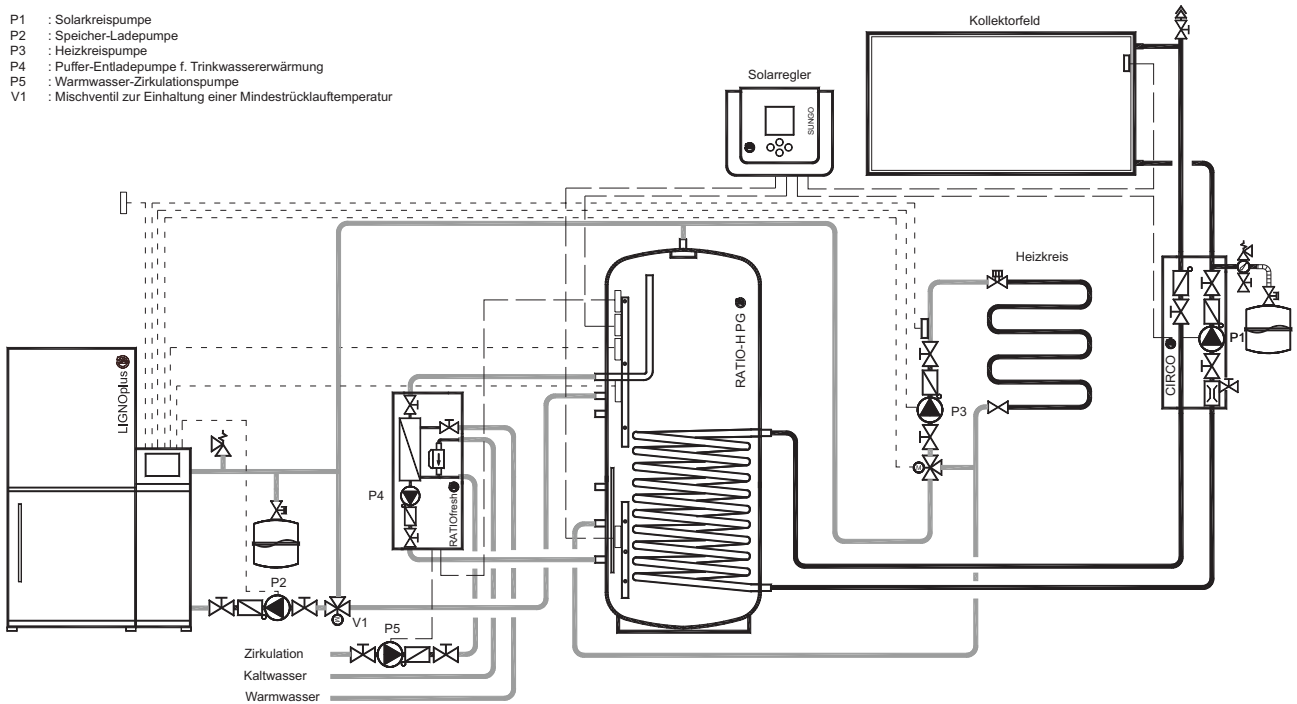 P1 : Solarkreispumpe
P2 : Speicher-Ladepumpe
P3 : Heizkreispumpe
P4 : Puffer-Entladepumpe f. Trinkwassererwärmung
P5 : Warmwasser-Zirkulationspumpe
V1 : Mischventil zur Einhaltung einer Mindestrücklauftemperatur
Kollektorfeld
Solarregler
SUNGO
Heizkreis
RATIO-H PG
P1
CIRCO
LIGNOplus
P3
M
P4
RATIOfresh
P2
V1
P5
Zirkulation
Kaltwasser
Warmwasser